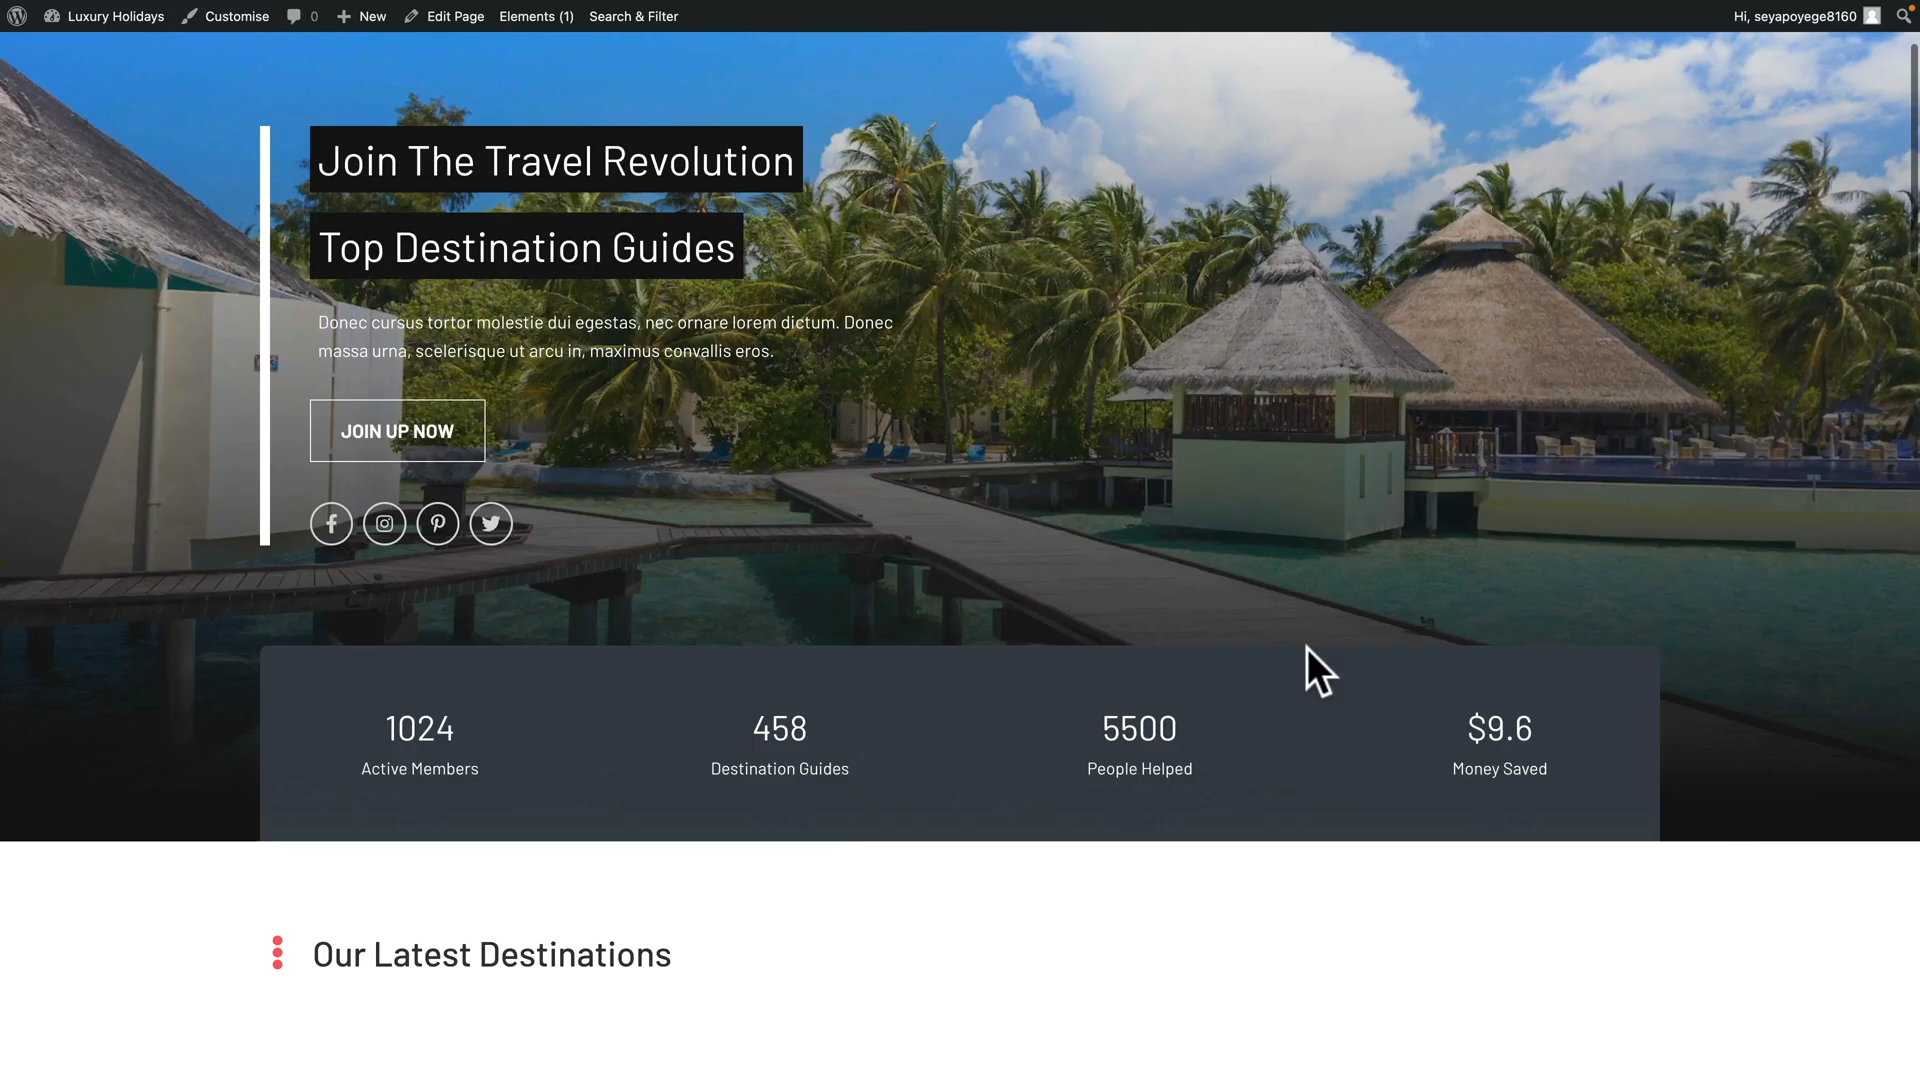 Luxury Holidays
Customise
0
New
Edit Page
Elements (1)
Search & Filter
Hi, seyapoyege8160
Join The Travel Revolution
Top Destination Guides
Donec cursus tortor molestie dui egestas, nec ornare lorem dictum. Donec
massa urna, scelerisque ut arcu in, maximus convallis eros.
JOIN UP NOW
1024
Active Members
458
Destination Guides
5500
People Helped
$9.6
Money Saved
Our Latest Destinations